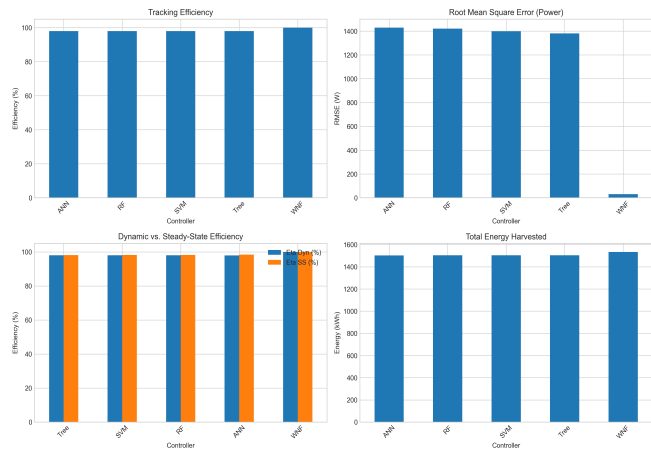 Tracking Efficiency
Efficiency (%)
100
80
60
40
20
0
ANN RF SVM Tree WNF
Controller
Root Mean Square Error (Power)
RMSE (W)
1400
1200
1000
800
600
400
200
0
ANN RF SVM Tree WNF
Controller
Dynamic vs. Steady-State Efficiency
Eta Dyn (%)
Eta SS (%)
Efficiency (%)
100
80
60
40
20
0
Tree SVM RF ANN WNF
Controller
Total Energy Harvested
Energy (kWh)
1600
1400
1200
1000
800
600
400
200
0
ANN RF SVM Tree WNF
Controller